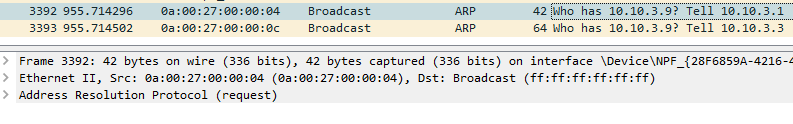 3392 955.714296 0a:00:27:00:00:04 Broadcast ARP 42 Who has 10.10.3.9? Tell 10.10.3.1
3393 955.714502 0a:00:27:00:00:0c Broadcast ARP 64 Who has 10.10.3.9? Tell 10.10.3.3
Frame 3392: 42 bytes on wire (336 bits), 42 bytes captured (336 bits) on interface \Device\NPF_{28F6859A-4216-4
Ethernet II, Src: 0a:00:27:00:00:04 (0a:00:27:00:00:04), Dst: Broadcast (ff:ff:ff:ff:ff:ff)
Address Resolution Protocol (request)